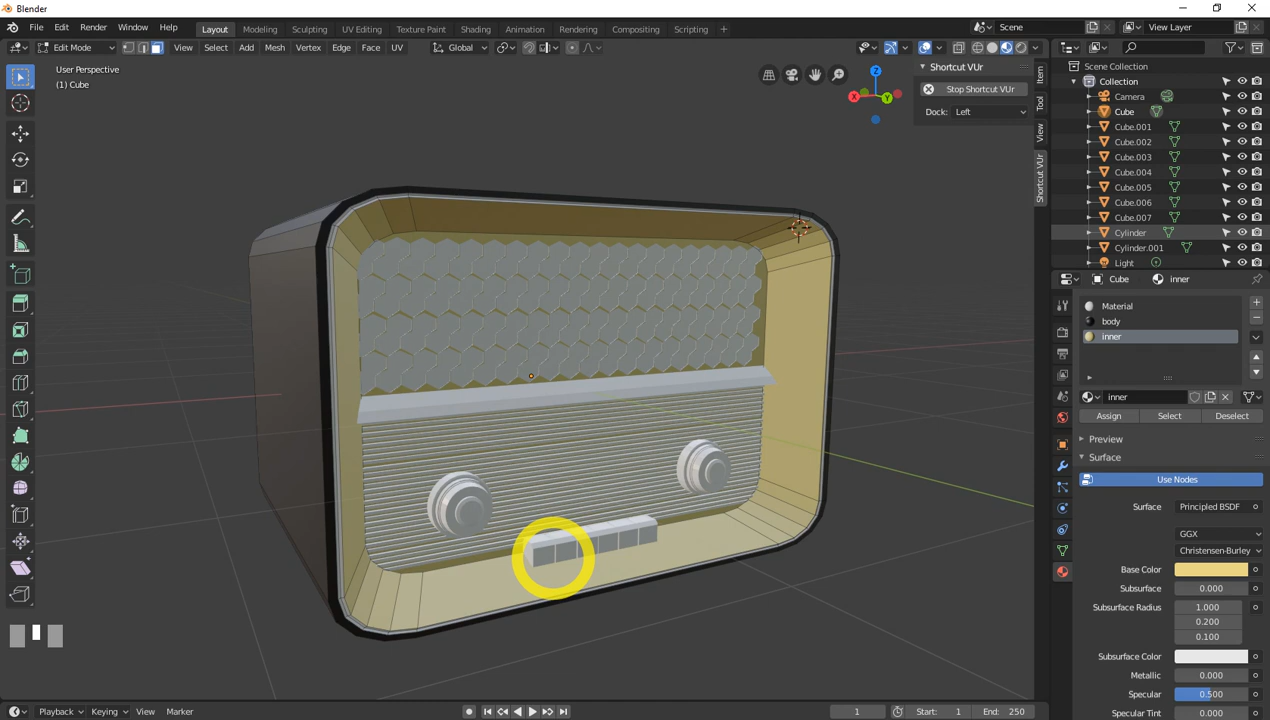 Blender
File Edit Render Window Help Layout Modeling Sculpting UV Editing Texture Paint Shading Animation Rendering Compositing Scripting + Scene View Layer
Edit Mode View Select Add Mesh Vertex Edge Face UV Global
User Perspective
(1) Cube
Shortcut VUr
Stop Shortcut VUr
Dock: Left
Item
Tool
View
Shortcut VUr
X
Y
Z
Scene Collection
Collection
Camera
Cube
Cube.001
Cube.002
Cube.003
Cube.004
Cube.005
Cube.006
Cube.007
Cylinder
Cylinder.001
Light
Cube inner
Material
body
inner
inner
Assign Select Deselect
Preview
Surface
Use Nodes
Surface Principled BSDF
GGX
Christensen-Burley
Base Color
Subsurface 0.000
Subsurface Radius 1.000
0.200
0.100
Subsurface Color
Metallic 0.000
Specular 0.500
Specular Tint 0.000
Playback Keying View Marker 1 Start: 1 End: 250